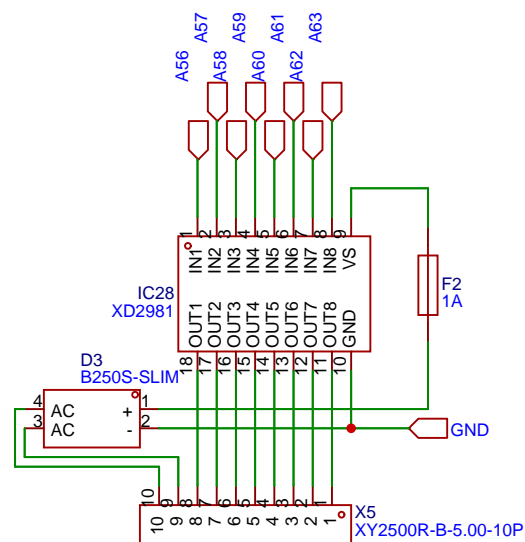 A57 A59 A61 A63
A56 A58 A60 A62
1 2 3 4 5 6 7 8 9
IN1 IN2 IN3 IN4 IN5 IN6 IN7 IN8 VS
IC28
XD2981
F2
1A
OUT1 OUT2 OUT3 OUT4 OUT5 OUT6 OUT7 OUT8 GND
18 17 16 15 14 13 12 11 10
D3
B250S-SLIM
4 AC + 1
3 AC - 2
GND
10 9 8 7 6 5 4 3 2 1
10 9 8 7 6 5 4 3 2 1
X5
XY2500R-B-5.00-10P